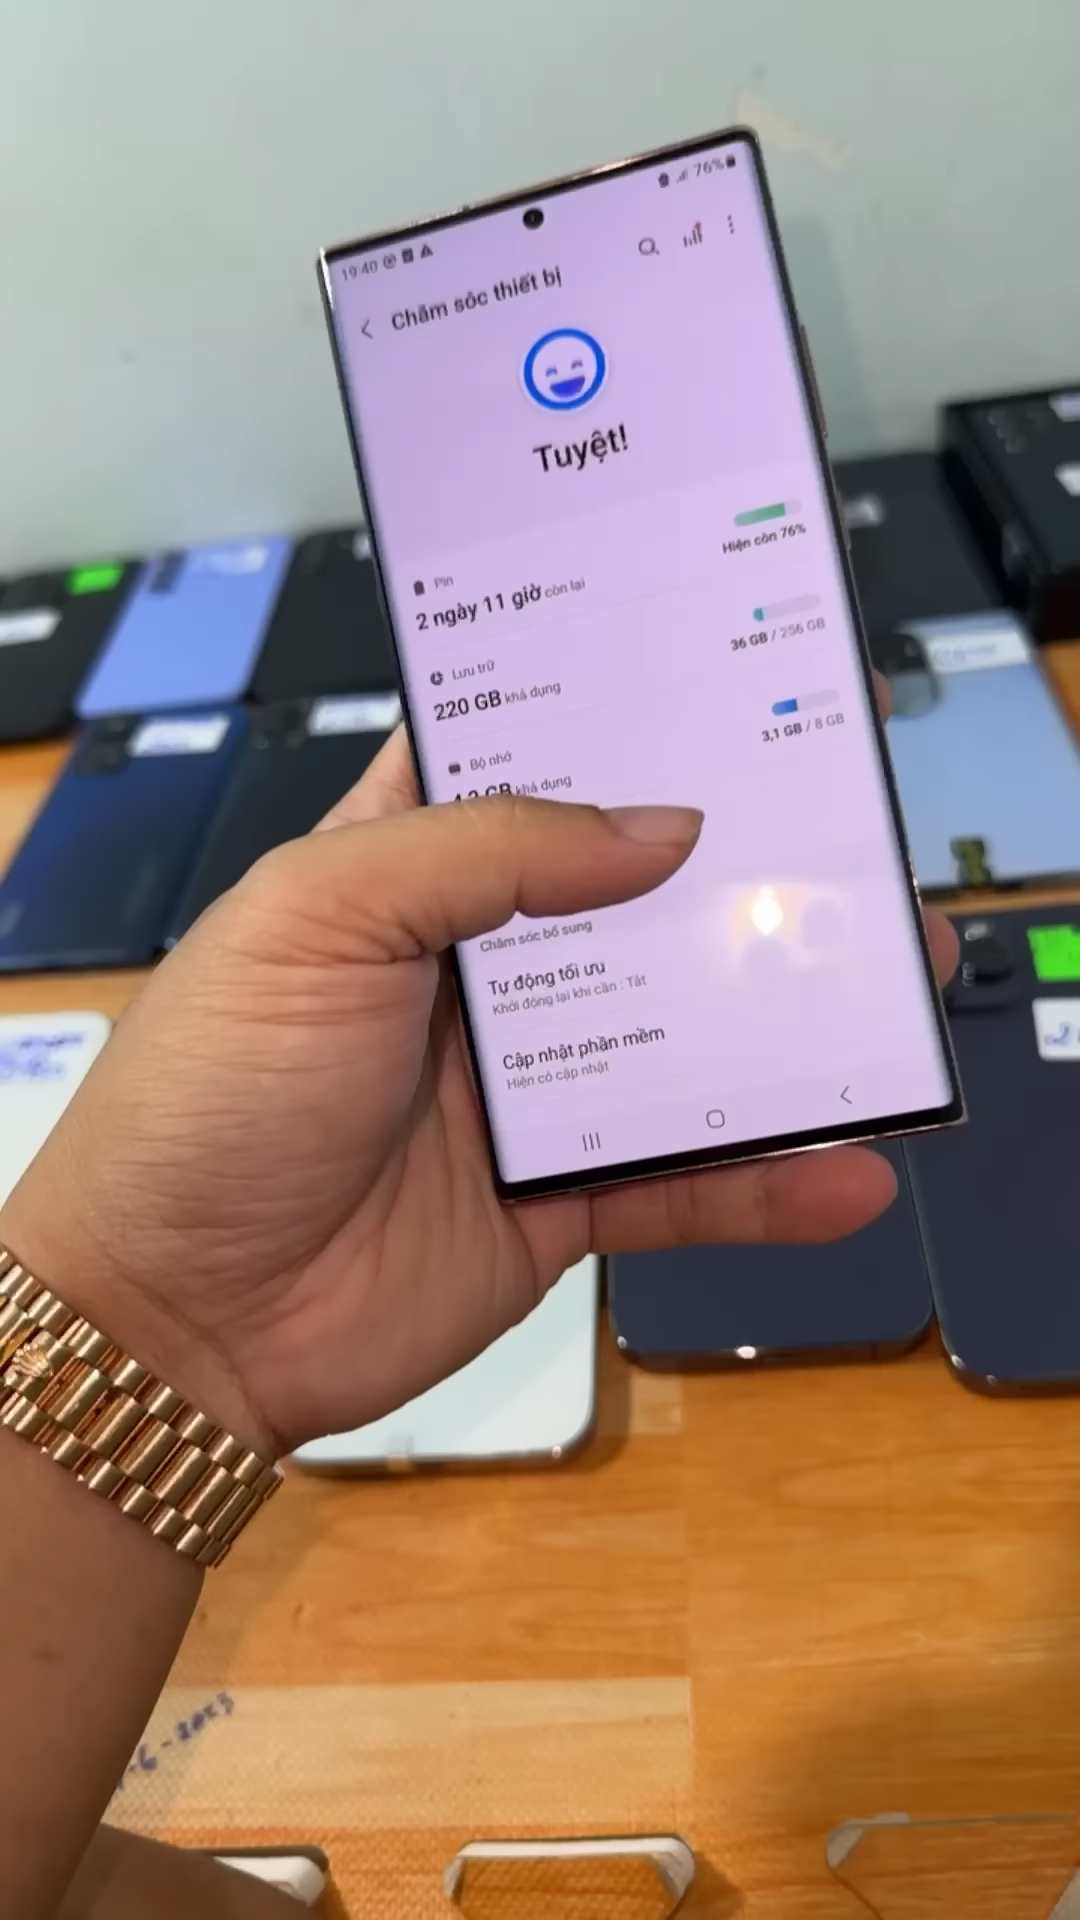 19:40
76%
Chăm sóc thiết bị
Tuyệt!
Pin
2 ngày 11 giờ còn lại
Hiện còn 76%
Lưu trữ
220 GB khả dụng
36 GB / 256 GB
Bộ nhớ
khả dụng
3,1 GB / 8 GB
Chăm sóc bổ sung
Tự động tối ưu
Khởi động lại khi cần : Tắt
Cập nhật phần mềm
Hiện có cập nhật